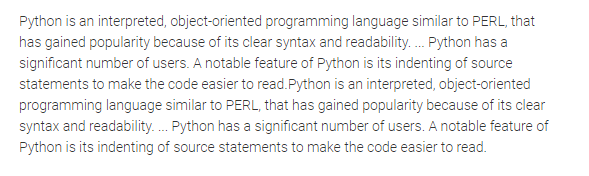 Python is an interpreted, object-oriented programming language similar to PERL, that
has gained popularity because of its clear syntax and readability. ... Python has a
significant number of users. A notable feature of Python is its indenting of source
statements to make the code easier to read.Python is an interpreted, object-oriented
programming language similar to PERL, that has gained popularity because of its clear
syntax and readability. ... Python has a significant number of users. A notable feature of
Python is its indenting of source statements to make the code easier to read.